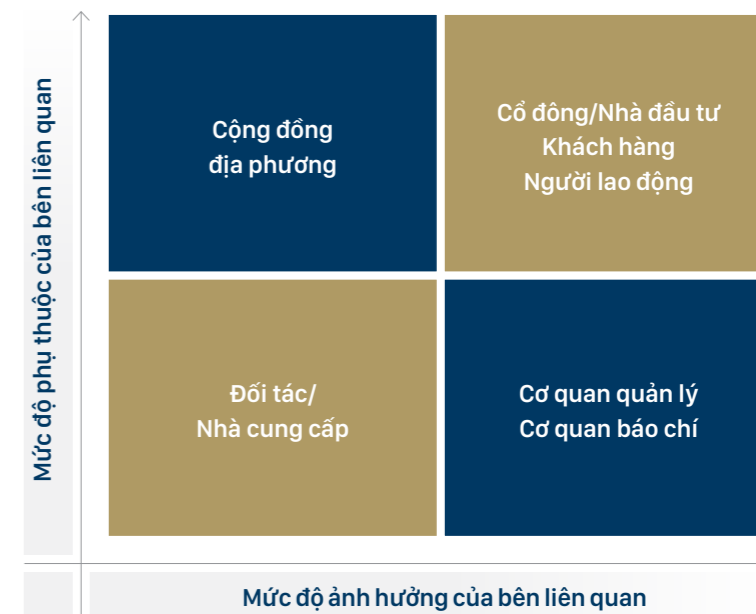 Mức độ phụ thuộc của bên liên quan
Cộng đồng
địa phương
Cổ đông/Nhà đầu tư
Khách hàng
Người lao động
Đối tác/
Nhà cung cấp
Cơ quan quản lý
Cơ quan báo chí
Mức độ ảnh hưởng của bên liên quan